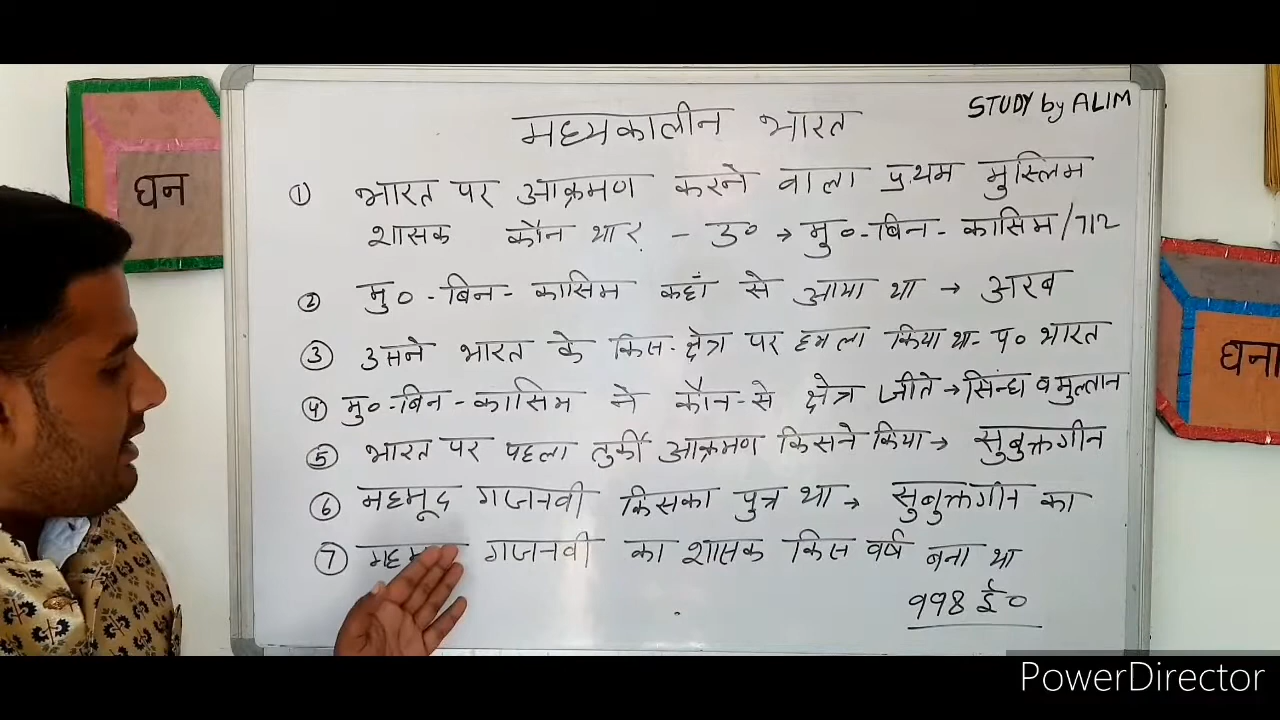 STUDY by ALIM
मध्यकालीन भारत
① भारत पर आक्रमण करने वाला प्रथम मुस्लिम
शासक कौन था? - उ० → मु०-बिन-कासिम/712
② मु०-बिन-कासिम कहाँ से आया था → अरब
③ उसने भारत के किस-क्षेत्र पर हमला किया था- प० भारत
④ मु०-बिन-कासिम ने कौन-से क्षेत्र जीते → सिंन्ध व मुल्तान
⑤ भारत पर पहला तुर्की आक्रमण किसने किया → सुबुक्तगीन
⑥ महमूद गजनवी किसका पुत्र था → सुबुक्तगीन का
⑦ गजनवी का शासक किस वर्ष बना था
998 ई०
घन
घना
PowerDirector